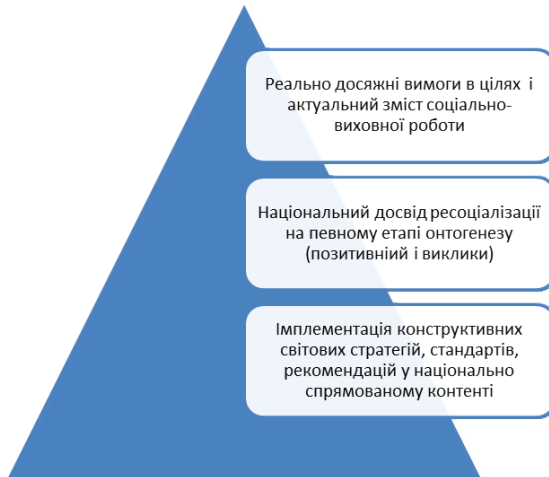 Реально досяжні вимоги в цілях і
актуальний зміст соціально-
виховної роботи
Національний досвід ресоціалізації
на певному етапі онтогенезу
(позитивніий і виклики)
Імплементація конструктивних
світових стратегій, стандартів,
рекомендацій у національно
спрямованому контенті